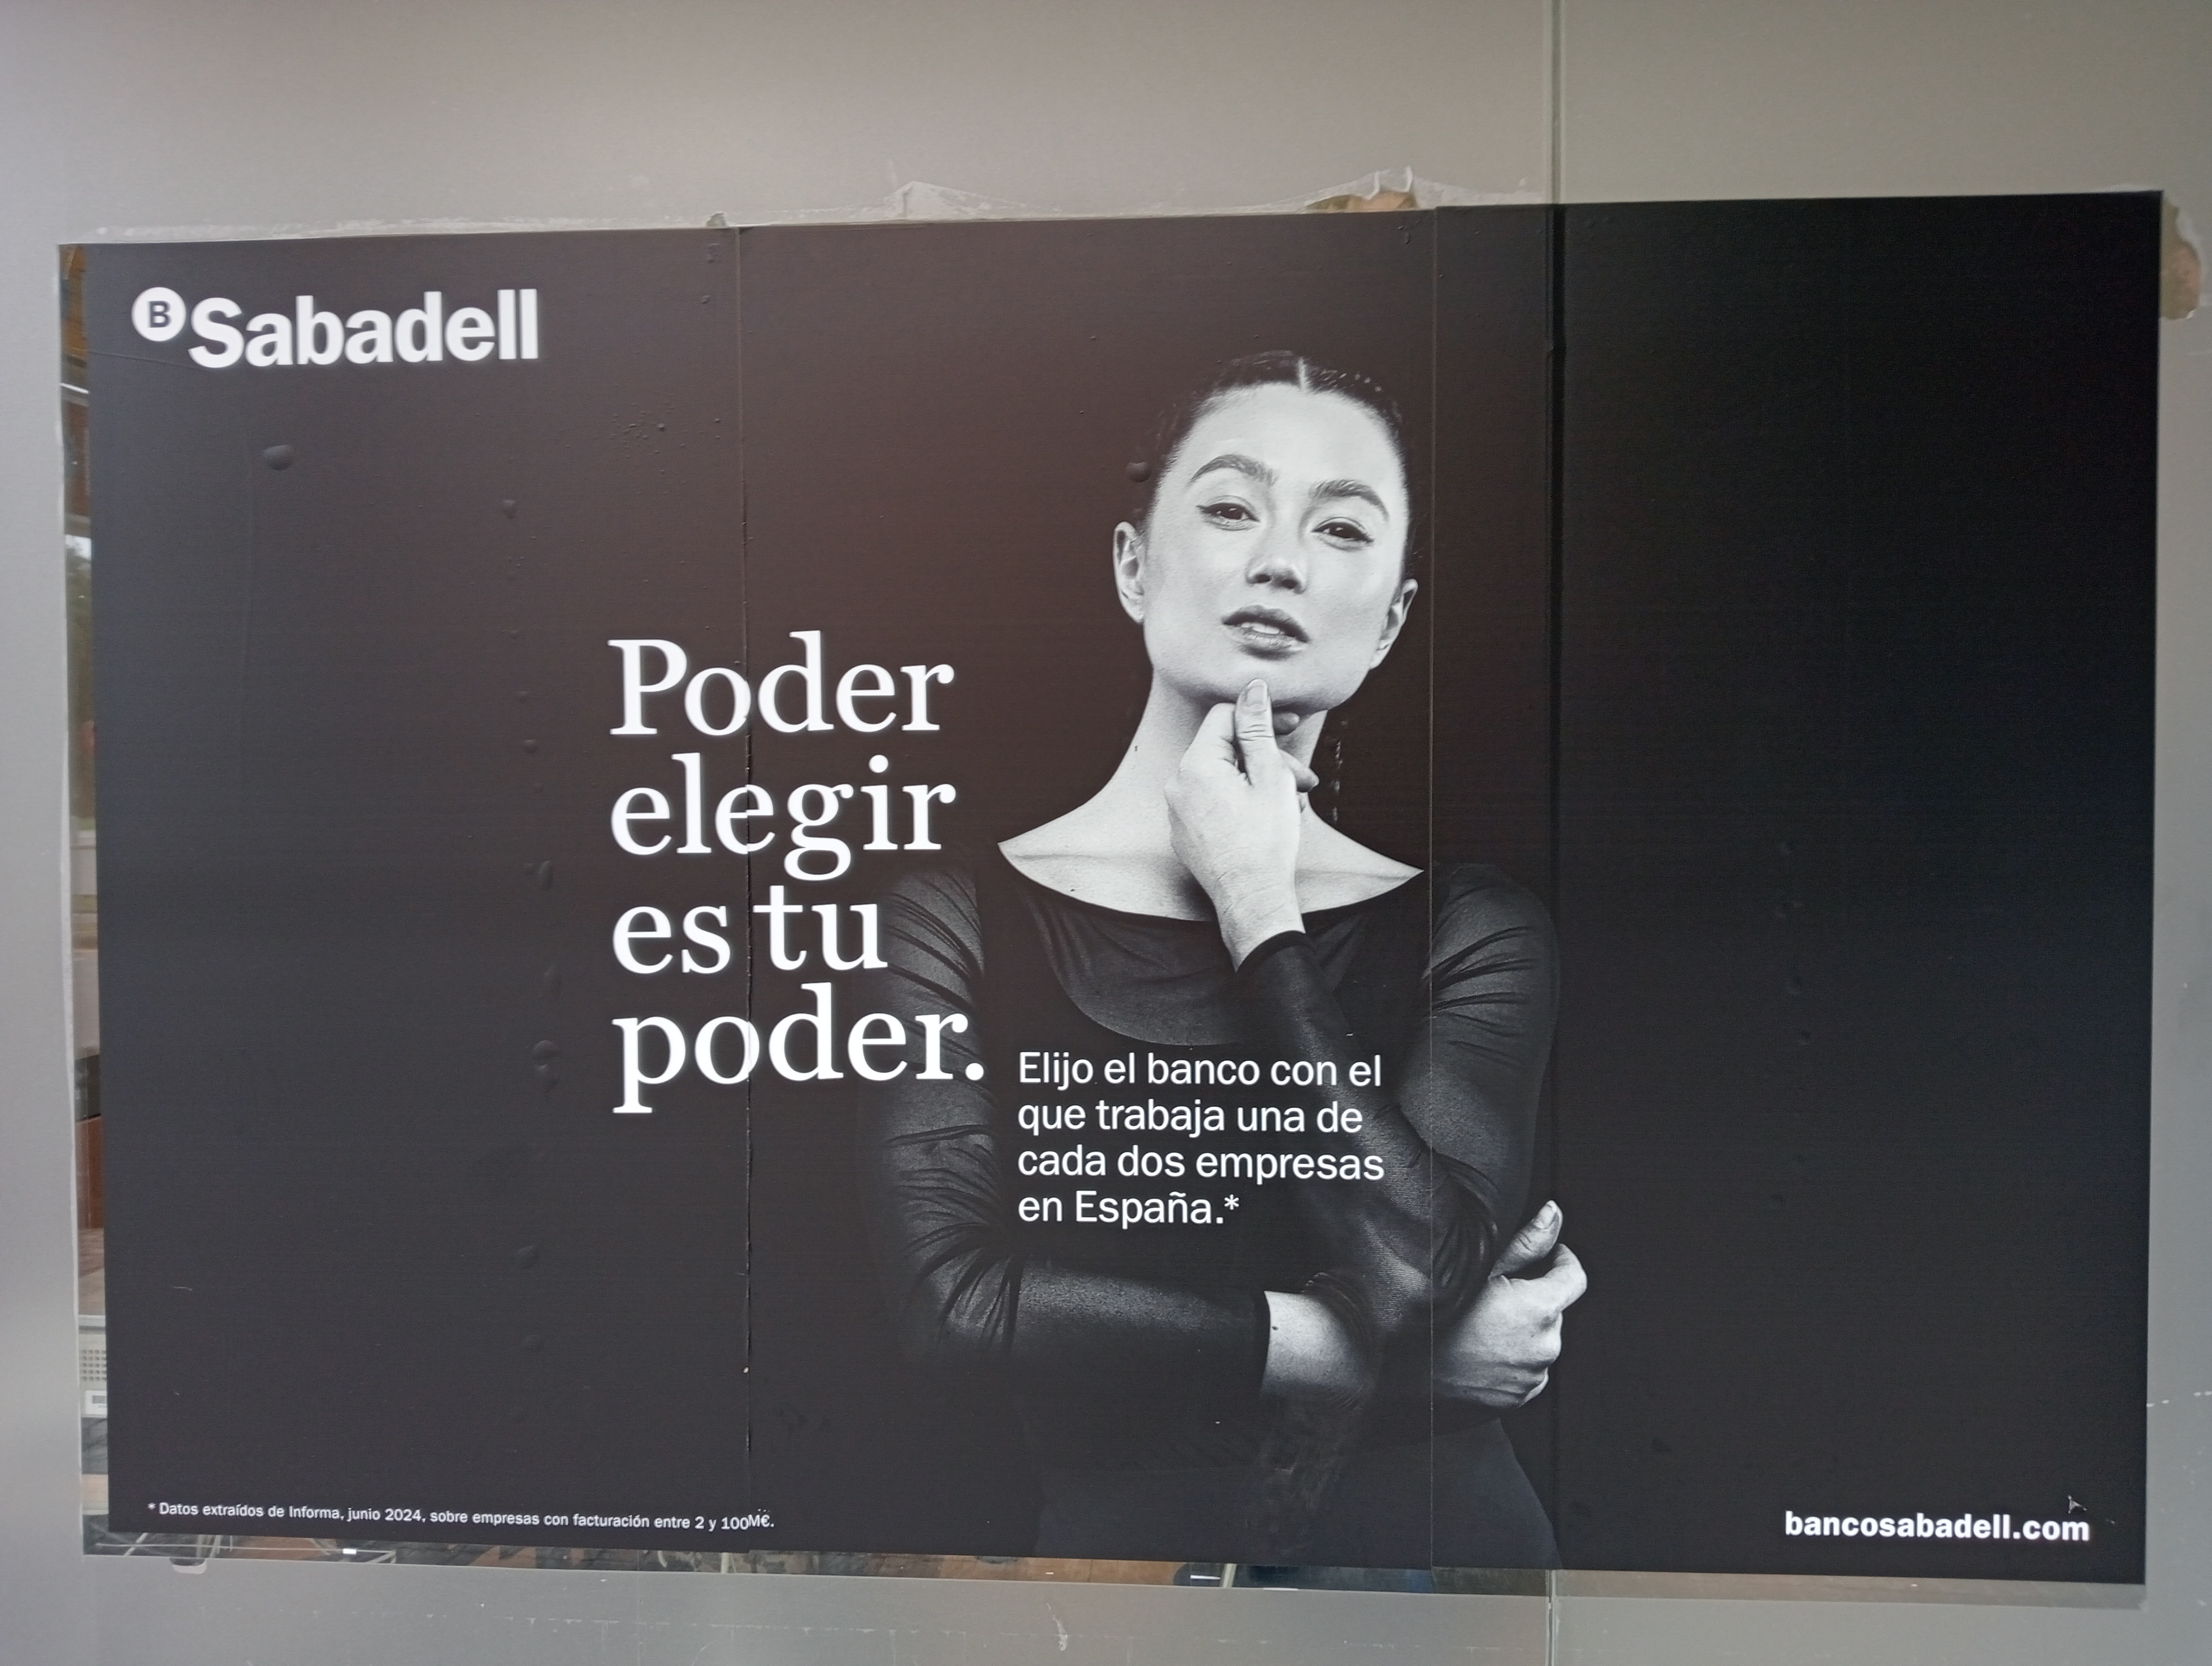 B Sabadell
Poder
elegir
es tu
poder.
Elijo el banco con el
que trabaja una de
cada dos empresas
en España.*
* Datos extraídos de Informa, junio 2024, sobre empresas con facturación entre 2 y 100M€.
bancosabadell.com